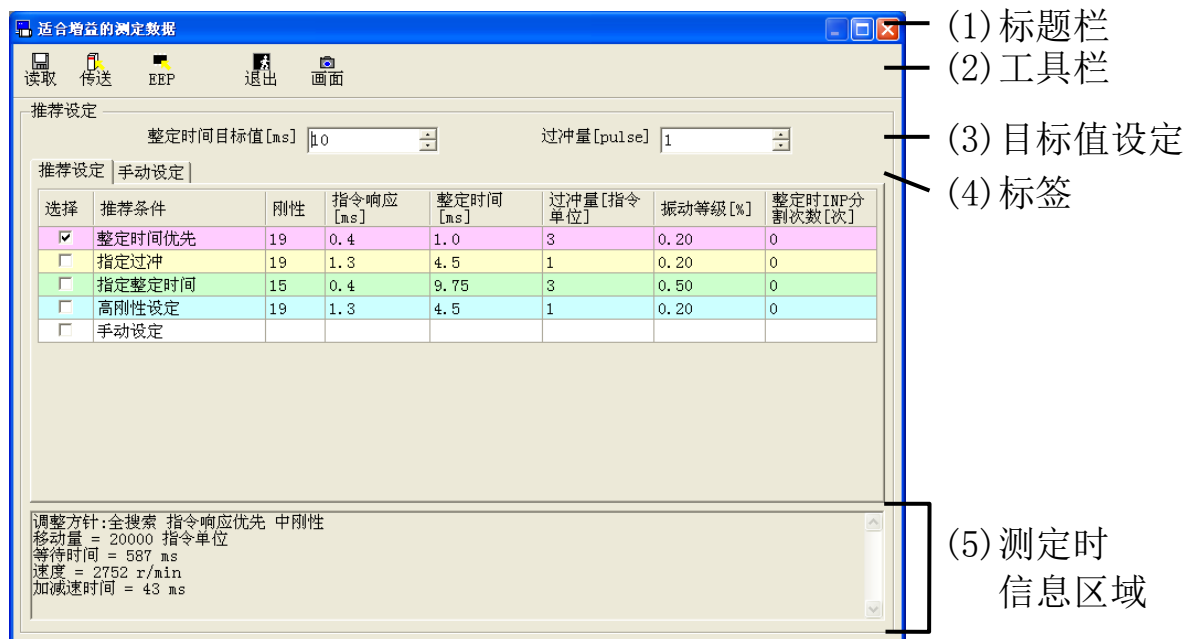 适合增益的测定数据
(1)标题栏
读取 传送 EEP 退出 画面
(2)工具栏
推荐设定
整定时间目标值[ms] 10 过冲量[pulse] 1
(3)目标值设定
推荐设定 手动设定
(4)标签
选择 推荐条件 刚性 指令响应[ms] 整定时间[ms] 过冲量[指令单位] 振动等级[%] 整定时INP分割次数[次]
整定时间优先 19 0.4 1.0 3 0.20 0
指定过冲 19 1.3 4.5 1 0.20 0
指定整定时间 15 0.4 9.75 3 0.50 0
高刚性设定 19 1.3 4.5 1 0.20 0
手动设定
调整方针:全搜索 指令响应优先 中刚性
移动量 = 20000 指令单位
等待时间 = 587 ms
速度 = 2752 r/min
加减速时间 = 43 ms
(5)测定时
信息区域